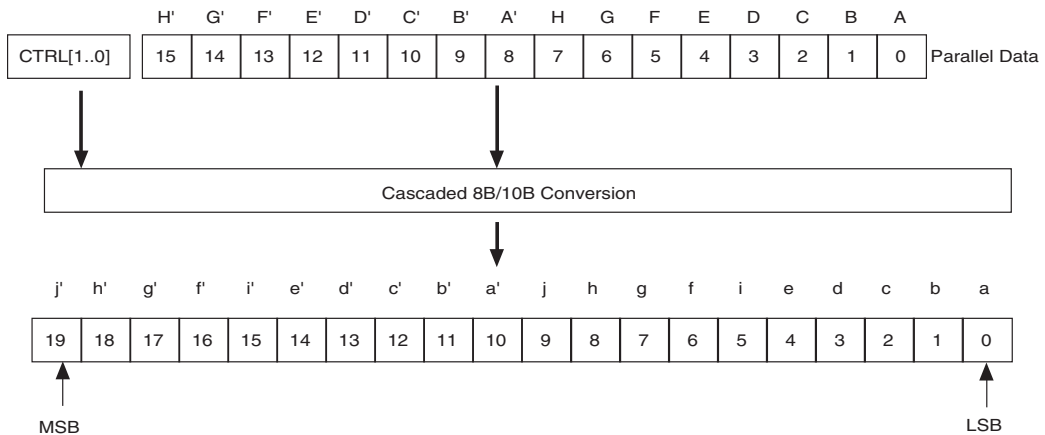 H' G' F' E' D' C' B' A' H G F E D C B A
CTRL[1..0] 15 14 13 12 11 10 9 8 7 6 5 4 3 2 1 0 Parallel Data
Cascaded 8B/10B Conversion
j' h' g' f' i' e' d' c' b' a' j h g f i e d c b a
19 18 17 16 15 14 13 12 11 10 9 8 7 6 5 4 3 2 1 0
MSB LSB